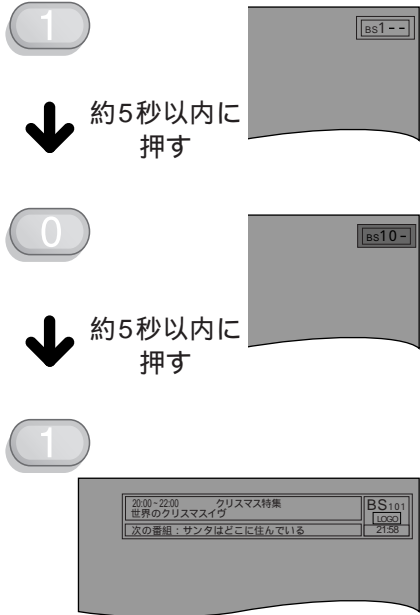 1
BS1--
約5秒以内に
押す
0
BS10-
約5秒以内に
押す
1
20:00~22:00 クリスマス特集
世界のクリスマスイヴ
次の番組：サンタはどこに住んでいる
BS101
LOGO
21:58